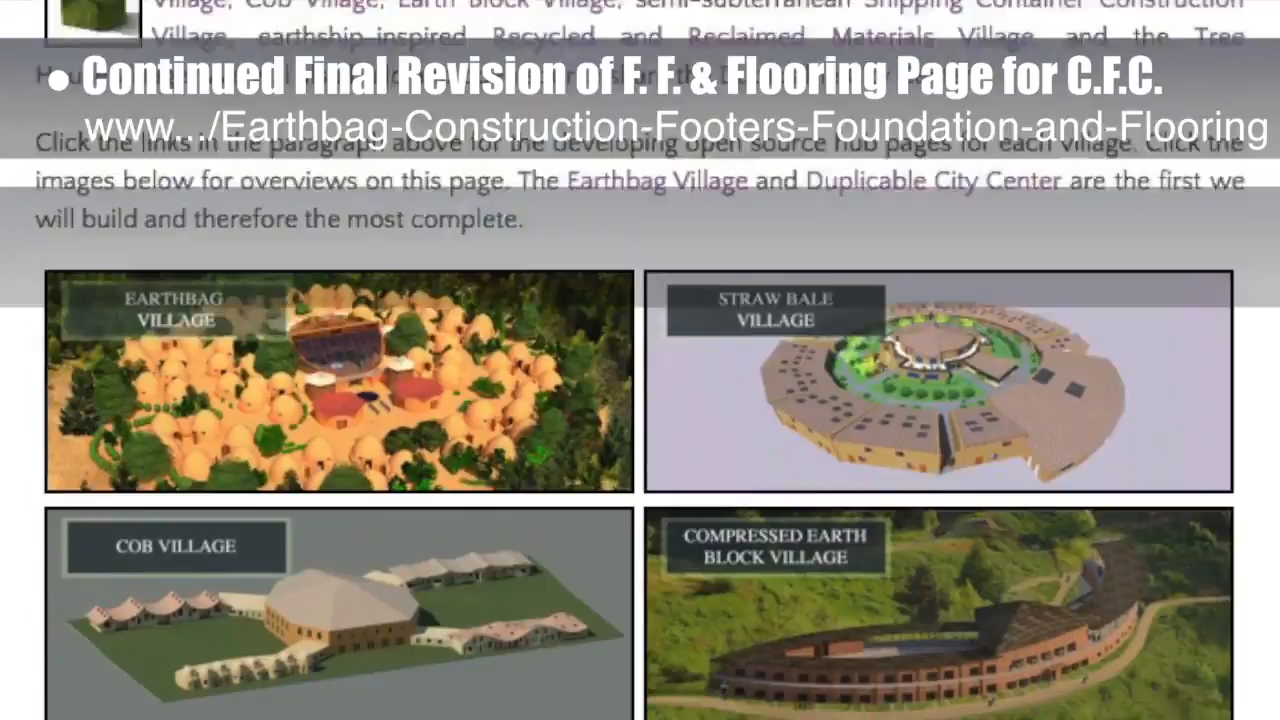 Village, Cob Village, Earth Block Village, semi-subterranean Shipping Container Construction
Village, earthship-inspired Recycled and Reclaimed Materials Village, and the Tree
• Continued Final Revision of F. F. & Flooring Page for C.F.C.
www.../Earthbag-Construction-Footers-Foundation-and-Flooring
Click the links in the paragraph above for the developing open source hub pages for each village. Click the
images below for overviews on this page. The Earthbag Village and Duplicable City Center are the first we
will build and therefore the most complete.
EARTHBAG
VILLAGE
STRAW BALE
VILLAGE
COB VILLAGE
COMPRESSED EARTH
BLOCK VILLAGE